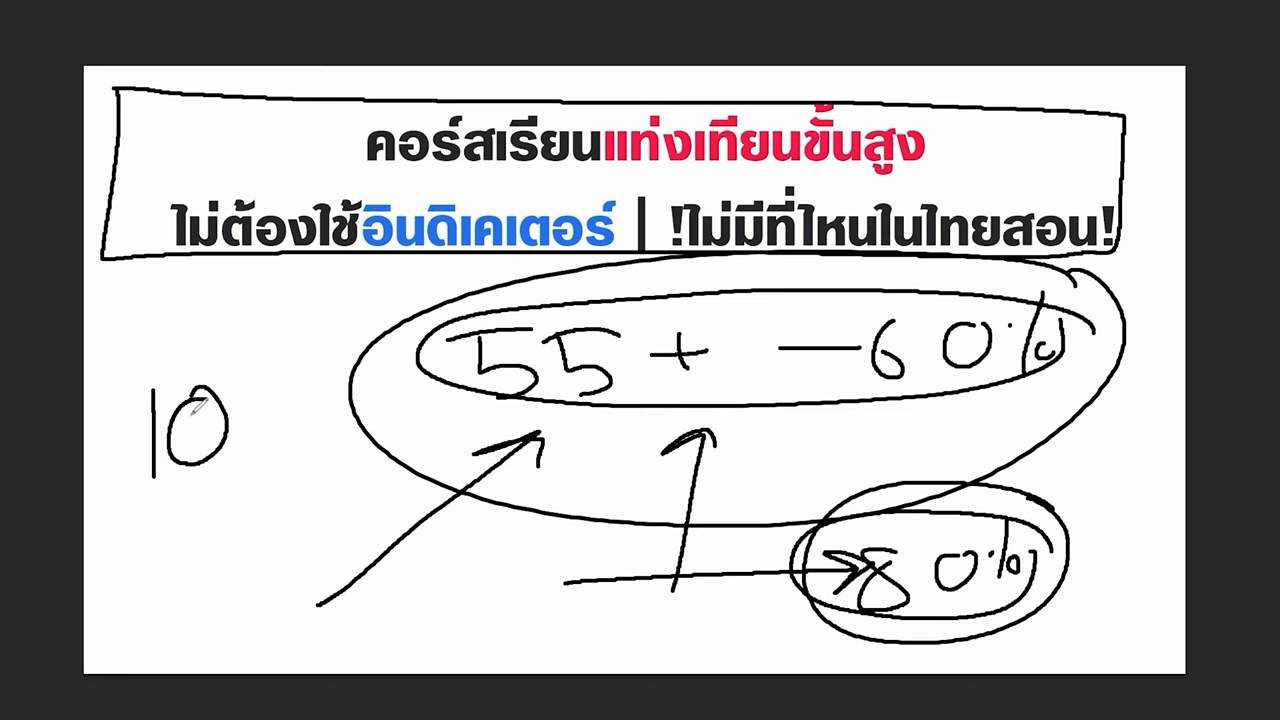 คอร์สเรียนแท่งเทียนขั้นสูง
ไม่ต้องใช้อินดิเคเตอร์ | !ไม่มีที่ไหนในไทยสอน!
55+ - 60%
10
80%